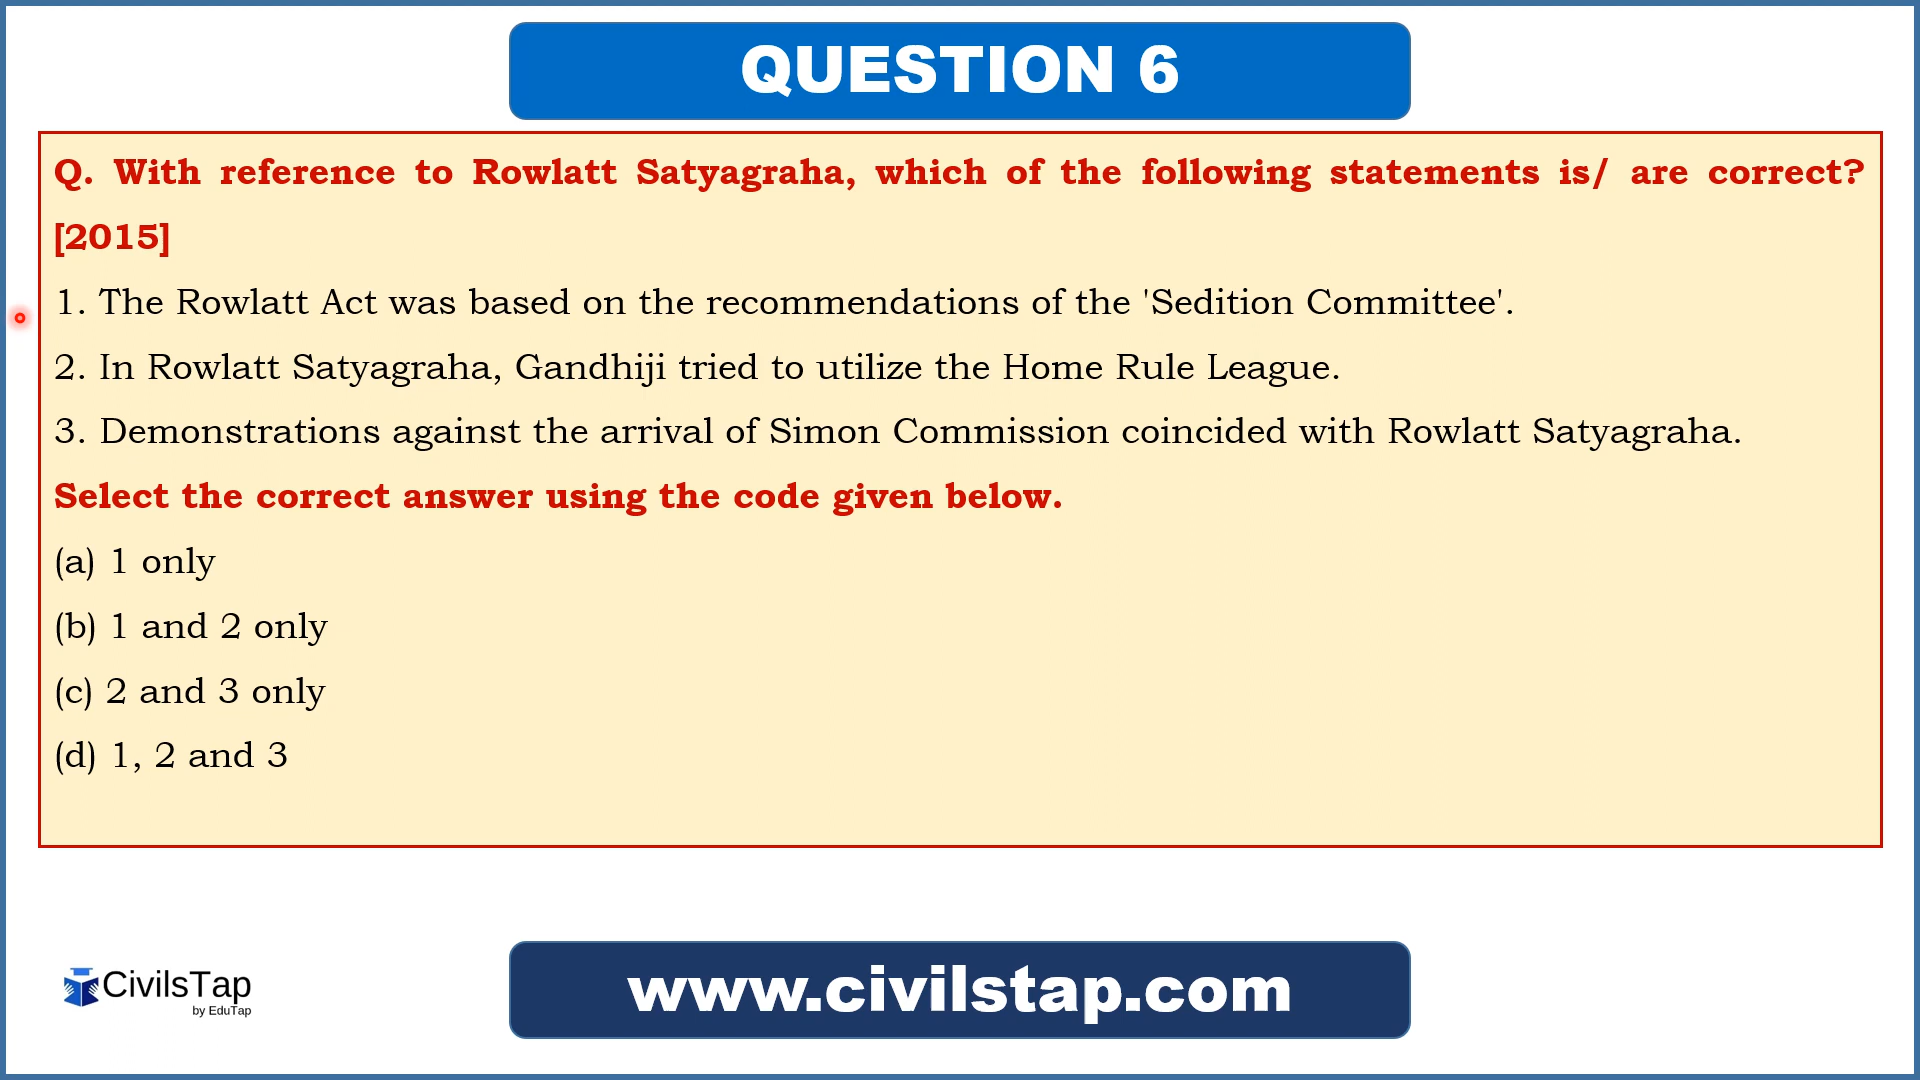 QUESTION 6
Q. With reference to Rowlatt Satyagraha, which of the following statements is/ are correct?
[2015]
1. The Rowlatt Act was based on the recommendations of the 'Sedition Committee'.
2. In Rowlatt Satyagraha, Gandhiji tried to utilize the Home Rule League.
3. Demonstrations against the arrival of Simon Commission coincided with Rowlatt Satyagraha.
Select the correct answer using the code given below.
(a) 1 only
(b) 1 and 2 only
(c) 2 and 3 only
(d) 1, 2 and 3
CivilsTap
by EduTap
www.civilstap.com